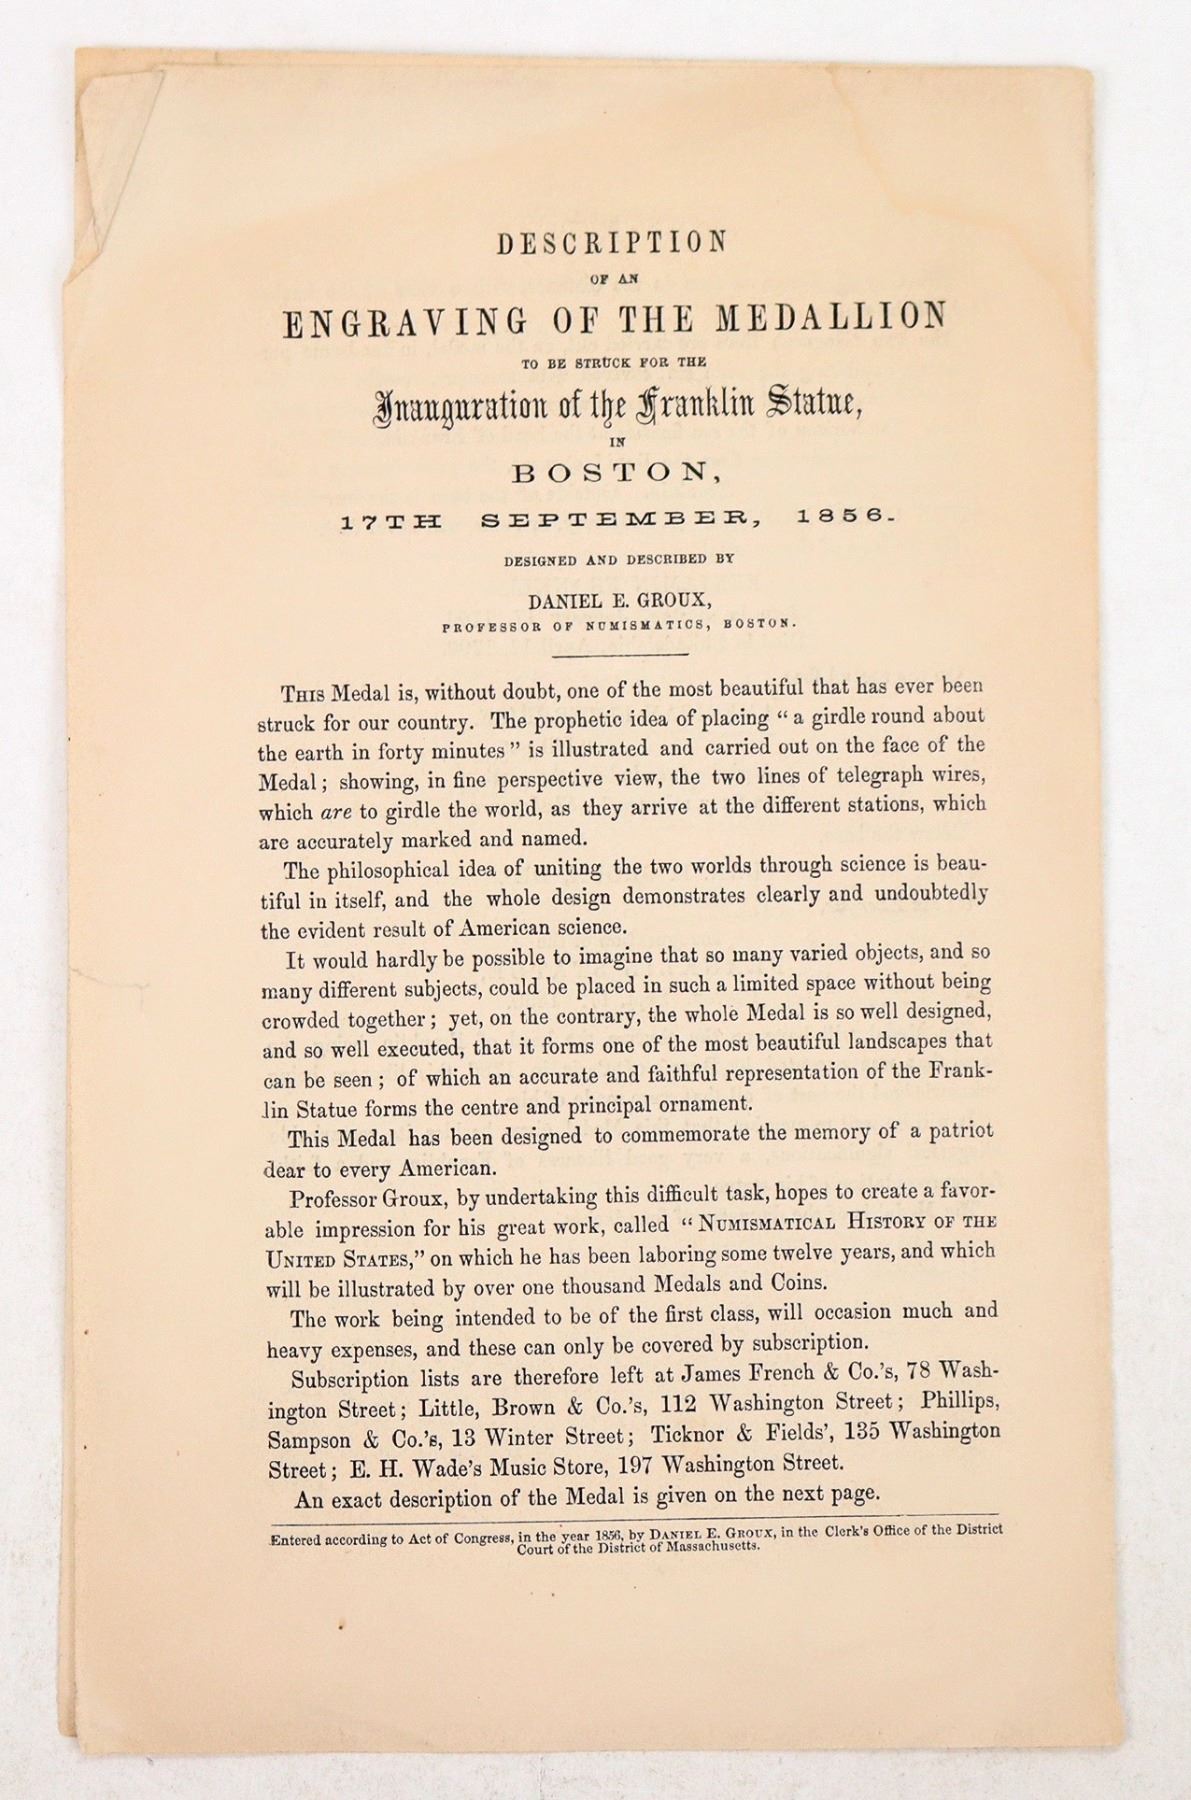 DESCRIPTION
OF AN
ENGRAVING OF THE MEDALLION
TO BE STRUCK FOR THE
Inauguration of the Franklin Statue,
IN
BOSTON,
17TH SEPTEMBER, 1856.
DESIGNED AND DESCRIBED BY
DANIEL E. GROUX,
PROFESSOR OF NUMISMATICS, BOSTON.
THIS Medal is, without doubt, one of the most beautiful that has ever been
struck for our country. The prophetic idea of placing “a girdle round about
the earth in forty minutes” is illustrated and carried out on the face of the
Medal; showing, in fine perspective view, the two lines of telegraph wires,
which are to girdle the world, as they arrive at the different stations, which
are accurately marked and named.
The philosophical idea of uniting the two worlds through science is beau-
tiful in itself, and the whole design demonstrates clearly and undoubtedly
the evident result of American science.
It would hardly be possible to imagine that so many varied objects, and so
many different subjects, could be placed in such a limited space without being
crowded together; yet, on the contrary, the whole Medal is so well designed,
and so well executed, that it forms one of the most beautiful landscapes that
can be seen; of which an accurate and faithful representation of the Frank-
lin Statue forms the centre and principal ornament.
This Medal has been designed to commemorate the memory of a patriot
dear to every American.
Professor Groux, by undertaking this difficult task, hopes to create a favor-
able impression for his great work, called “NUMISMATICAL HISTORY OF THE
UNITED STATES,” on which he has been laboring some twelve years, and which
will be illustrated by over one thousand Medals and Coins.
The work being intended to be of the first class, will occasion much and
heavy expenses, and these can only be covered by subscription.
Subscription lists are therefore left at James French & Co.'s, 78 Wash-
ington Street; Little, Brown & Co.'s, 112 Washington Street; Phillips,
Sampson & Co.'s, 13 Winter Street; Ticknor & Fields', 135 Washington
Street; E. H. Wade's Music Store, 197 Washington Street.
An exact description of the Medal is given on the next page.
Entered according to Act of Congress, in the year 1856, by DANIEL E. GROUX, in the Clerk's Office of the District
Court of the District of Massachusetts.